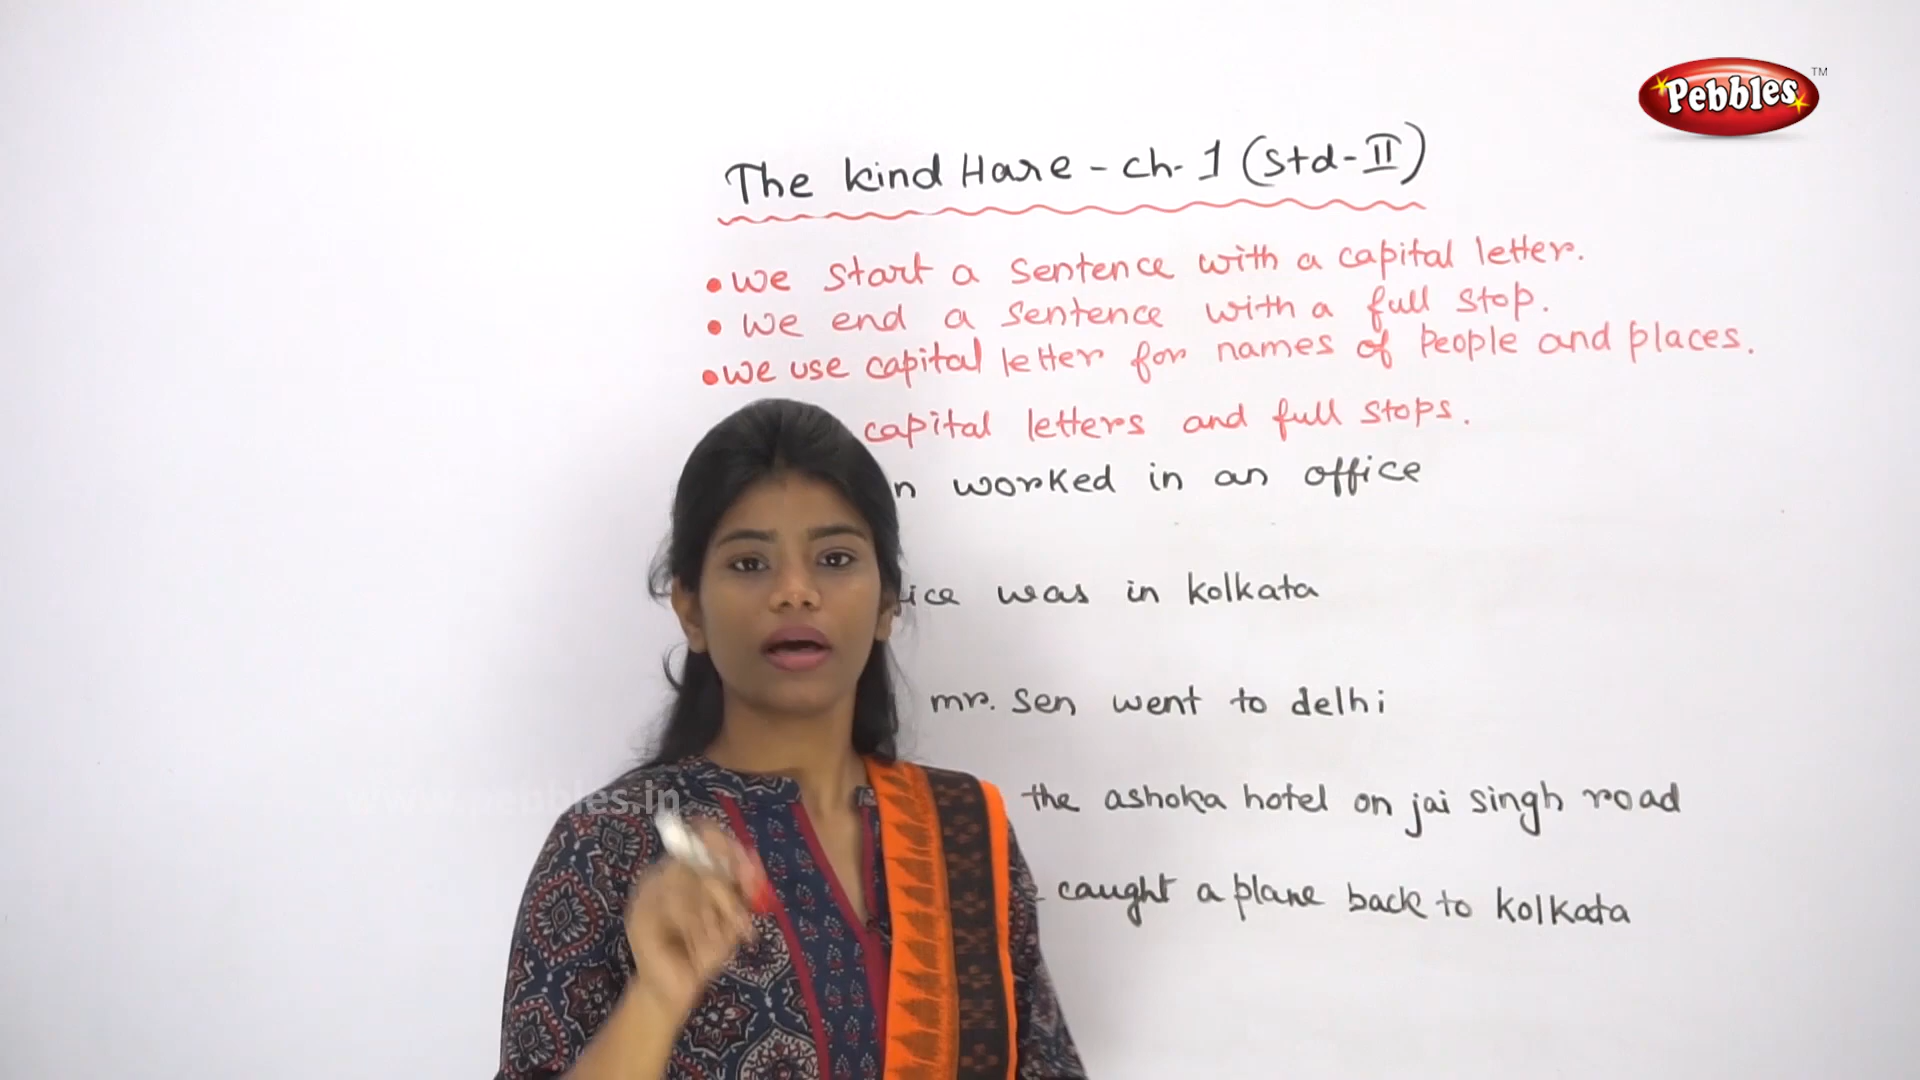 Pebbles TM
The kind Hare - ch-1 (Std-II)
• we start a sentence with a capital letter.
• we end a sentence with a full stop.
• we use capital letter for names of people and places.
capital letters and full stops.
worked in an office
was in kolkata
mr. sen went to delhi
the ashoka hotel on jai singh road
caught a plane back to kolkata
www.pebbles.in